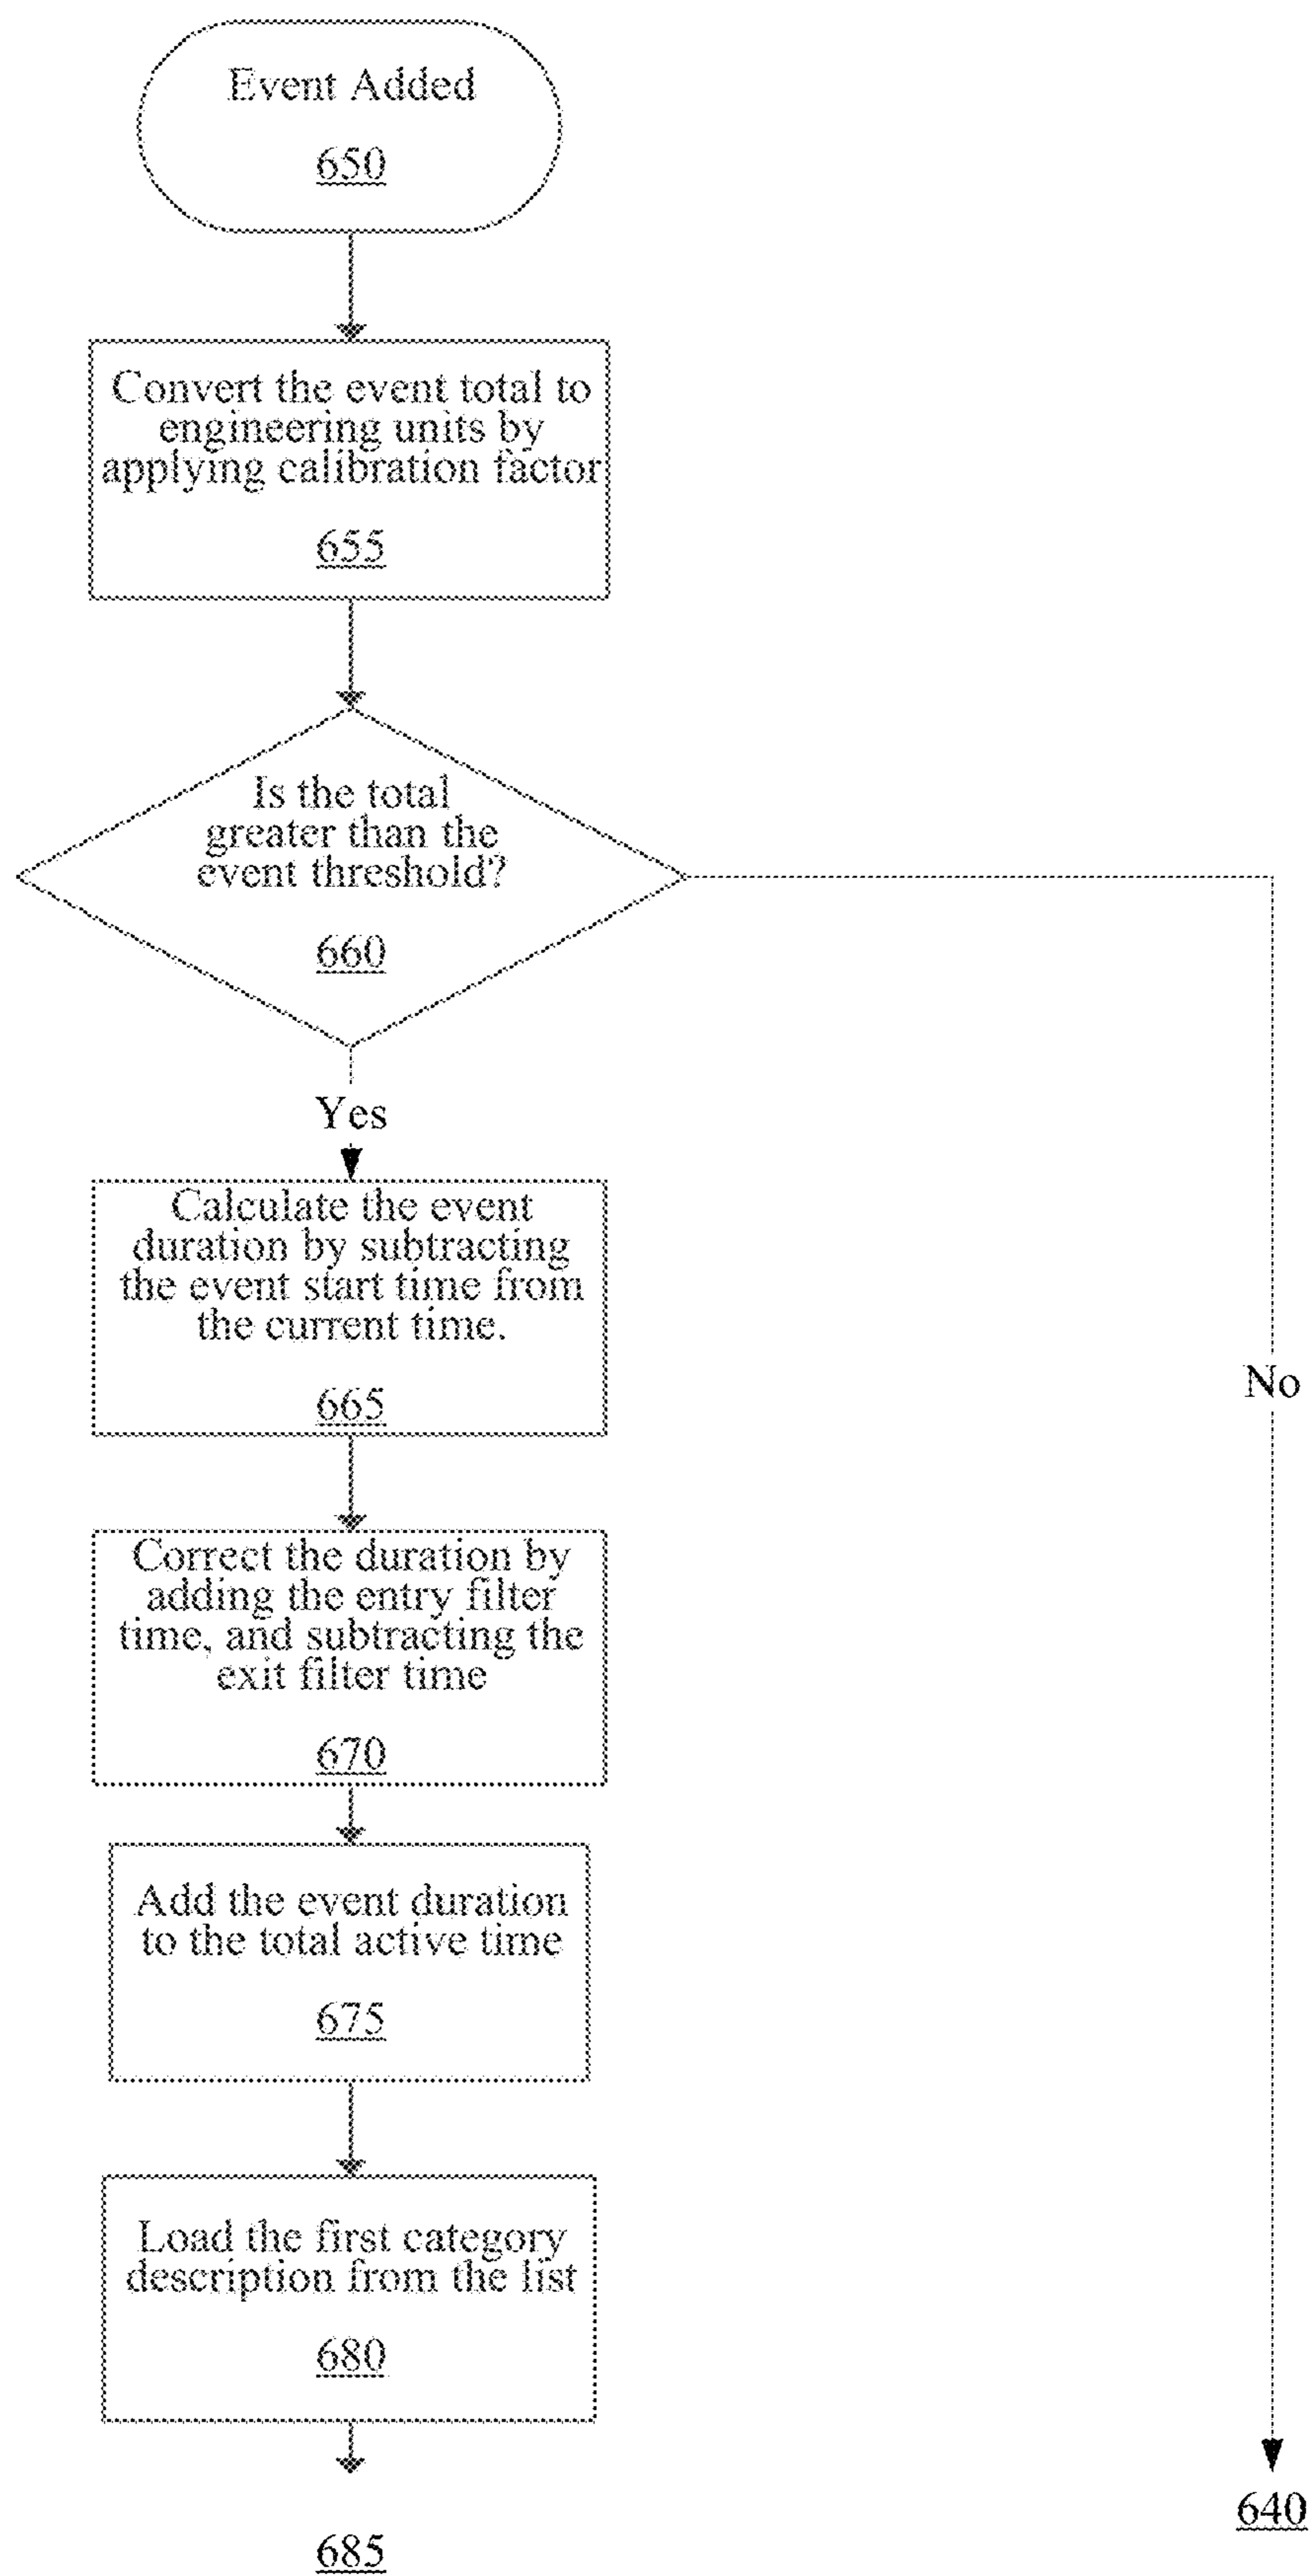 Event Added
650
Convert the event total to
engineering units by
applying calibration factor
655
Is the total
greater than the
event threshold?
660
Yes
Calculate the event
duration by subtracting
the event start time from
the current time.
665
No
Correct the duration by
adding the entry filter
time, and subtracting the
exit filter time
670
Add the event duration
to the total active time
675
Load the first category
description from the list
680
640
685